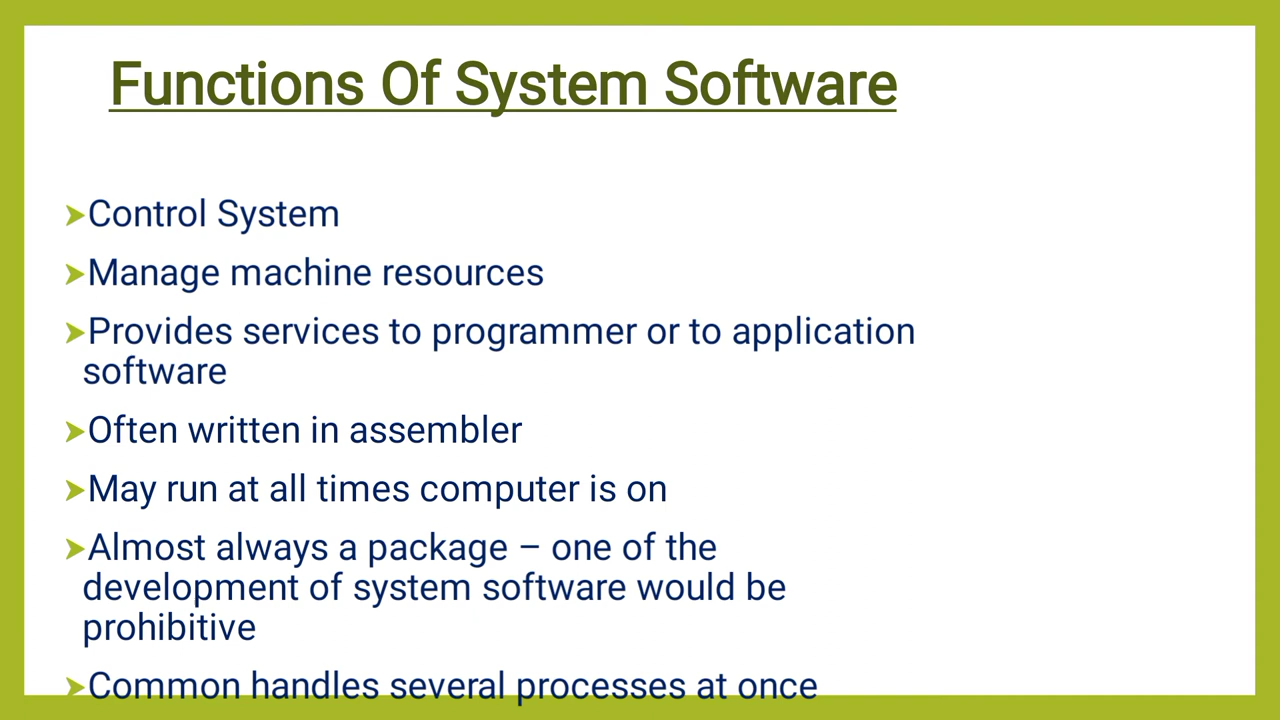 Functions Of System Software
➤Control System
➤Manage machine resources
➤Provides services to programmer or to application
software
➤Often written in assembler
➤May run at all times computer is on
➤Almost always a package – one of the
development of system software would be
prohibitive
➤Common handles several processes at once